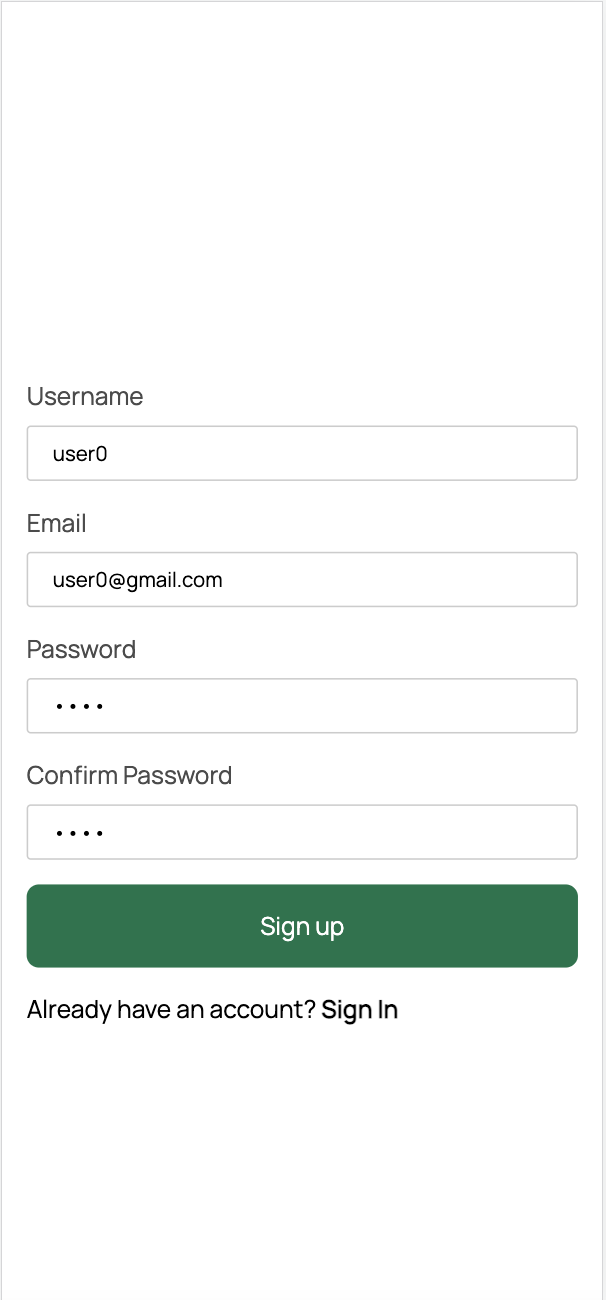 Username
user0
Email
user0@gmail.com
Password
••••
Confirm Password
••••
Sign up
Already have an account? Sign In